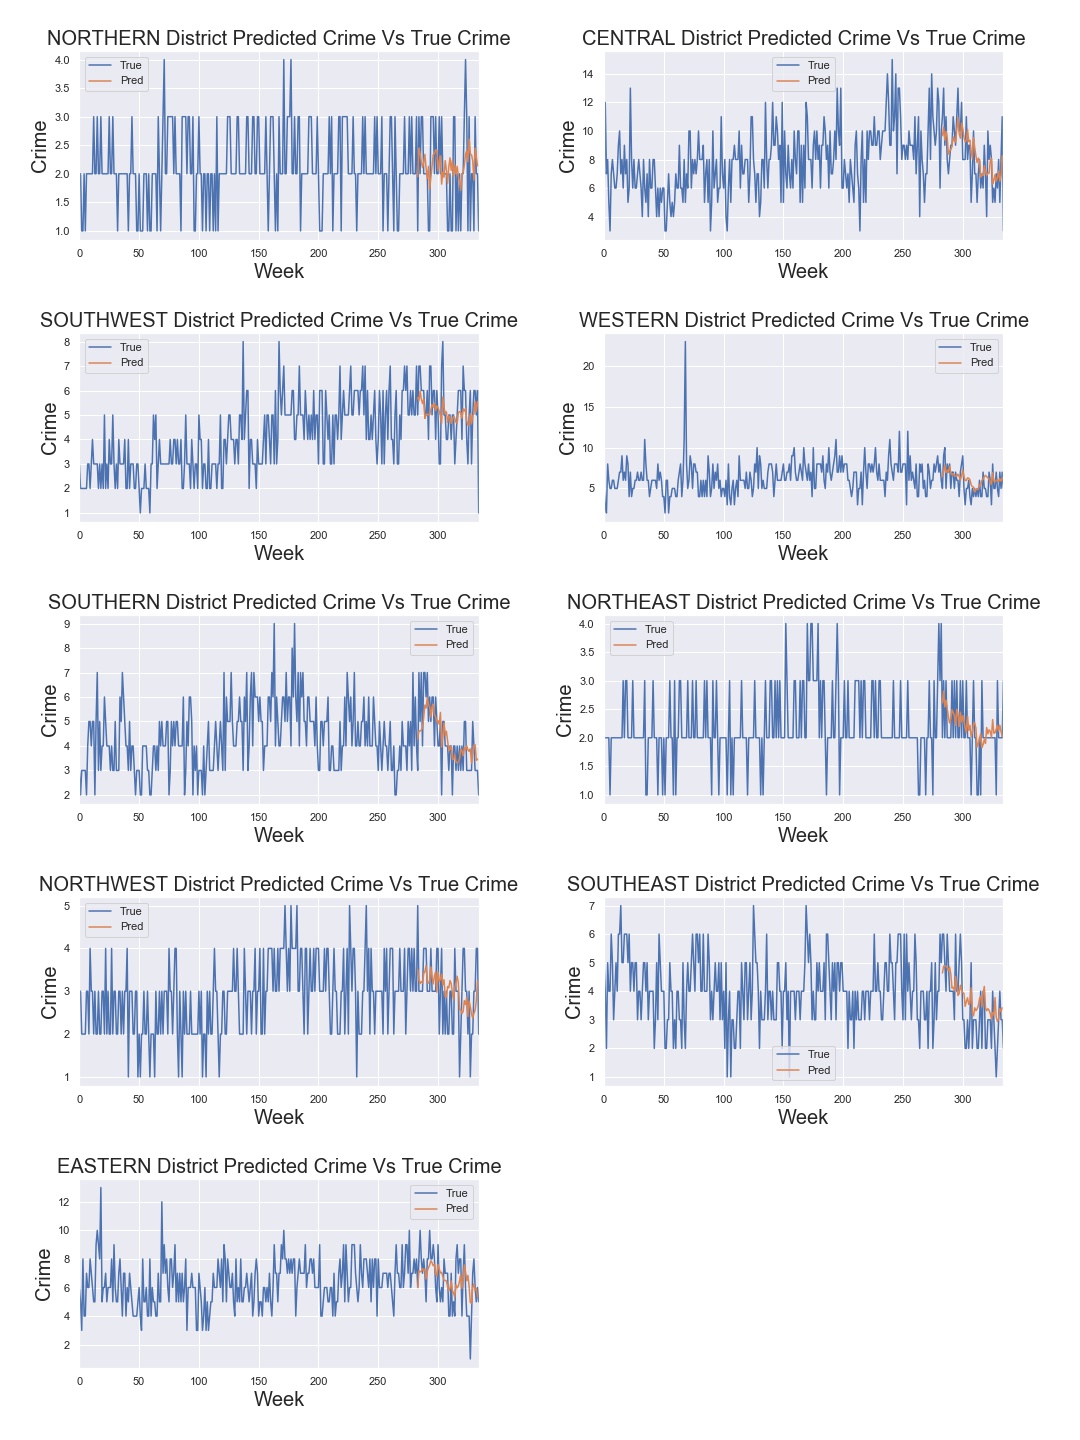 NORTHERN District Predicted Crime Vs True Crime
True
Pred
4.0
3.5
3.0
2.5
2.0
1.5
1.0
Crime
0 50 100 150 200 250 300
Week
CENTRAL District Predicted Crime Vs True Crime
True
Pred
14
12
10
8
6
4
Crime
0 50 100 150 200 250 300
Week
SOUTHWEST District Predicted Crime Vs True Crime
True
Pred
8
7
6
5
4
3
2
1
Crime
0 50 100 150 200 250 300
Week
WESTERN District Predicted Crime Vs True Crime
True
Pred
20
15
10
5
Crime
0 50 100 150 200 250 300
Week
SOUTHERN District Predicted Crime Vs True Crime
True
Pred
9
8
7
6
5
4
3
2
Crime
0 50 100 150 200 250 300
Week
NORTHEAST District Predicted Crime Vs True Crime
True
Pred
4.0
3.5
3.0
2.5
2.0
1.5
1.0
Crime
0 50 100 150 200 250 300
Week
NORTHWEST District Predicted Crime Vs True Crime
True
Pred
5
4
3
2
1
Crime
0 50 100 150 200 250 300
Week
SOUTHEAST District Predicted Crime Vs True Crime
7
6
5
4
3
2
1
Crime
True
Pred
0 50 100 150 200 250 300
Week
EASTERN District Predicted Crime Vs True Crime
True
Pred
12
10
8
6
4
2
Crime
0 50 100 150 200 250 300
Week